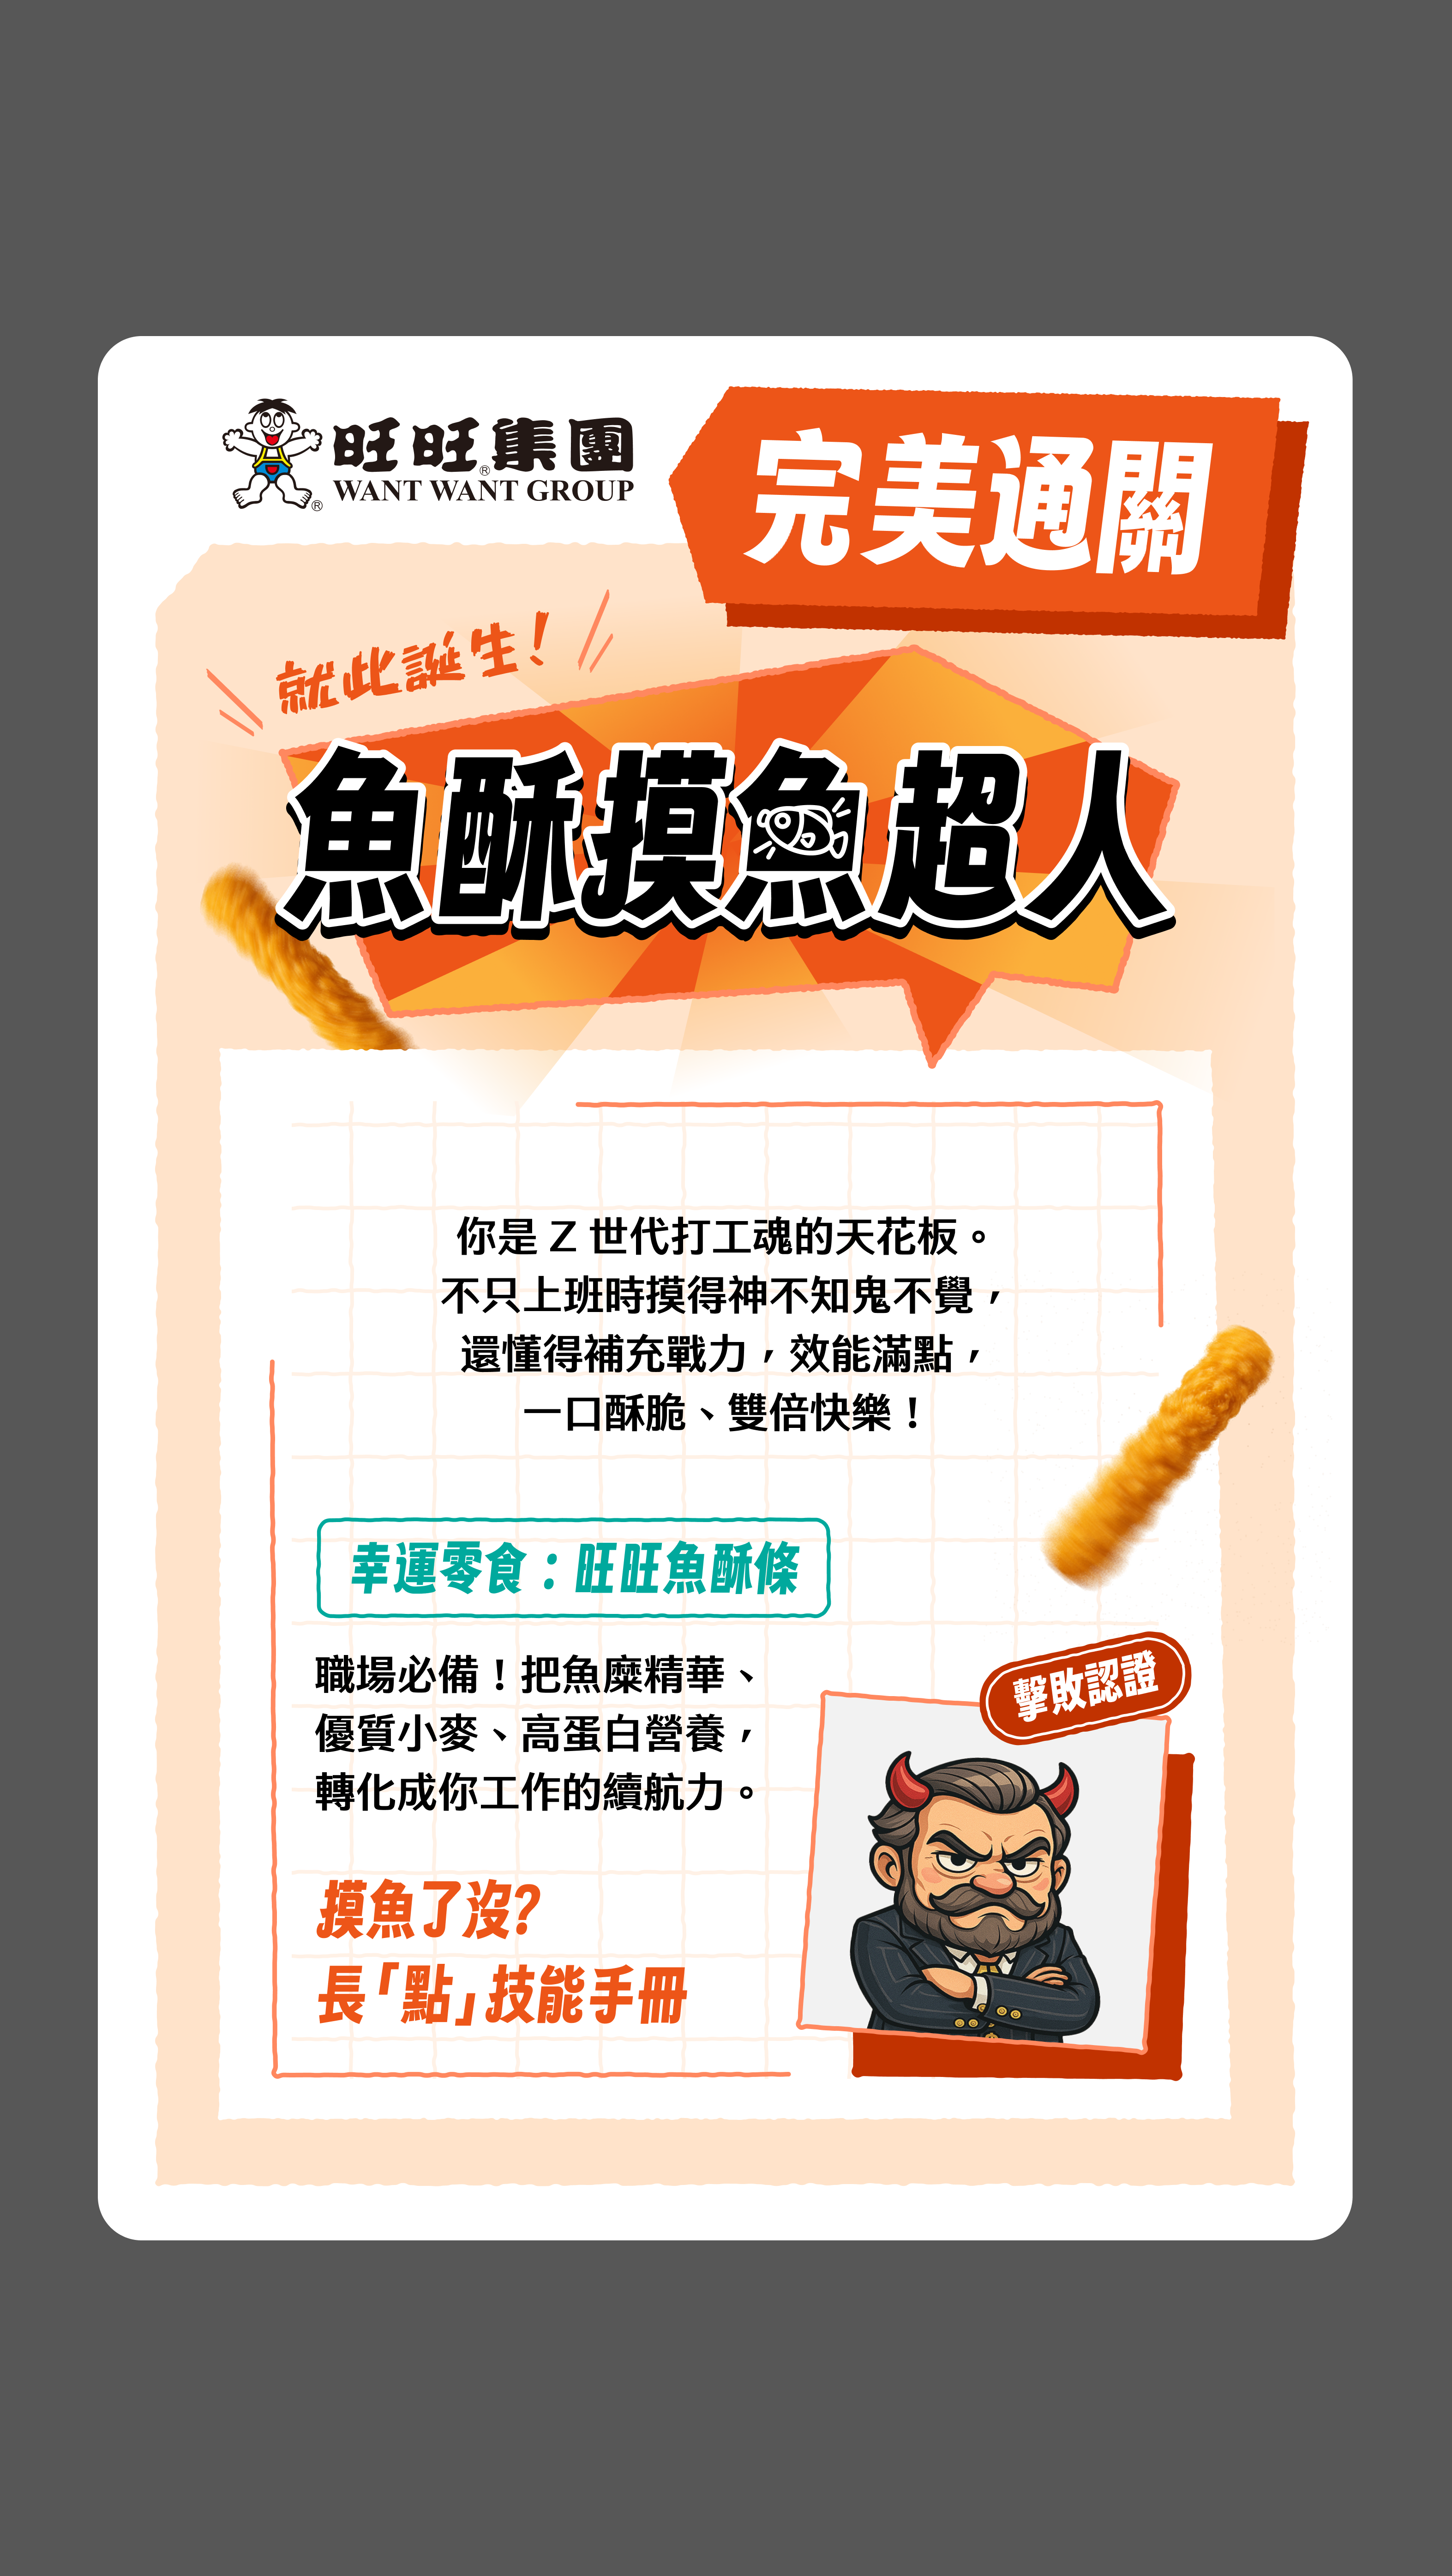 旺旺®集團
WANT WANT GROUP
®
完美通關
就此誕生!
魚酥摸魚超人
你是 Z 世代打工魂的天花板。
不只上班時摸得神不知鬼不覺，
還懂得補充戰力，效能滿點，
一口酥脆、雙倍快樂！
幸運零食：旺旺魚酥條
職場必備！把魚糜精華、
優質小麥、高蛋白營養，
轉化成你工作的續航力。
擊敗認證
摸魚了沒？
長「點」技能手冊